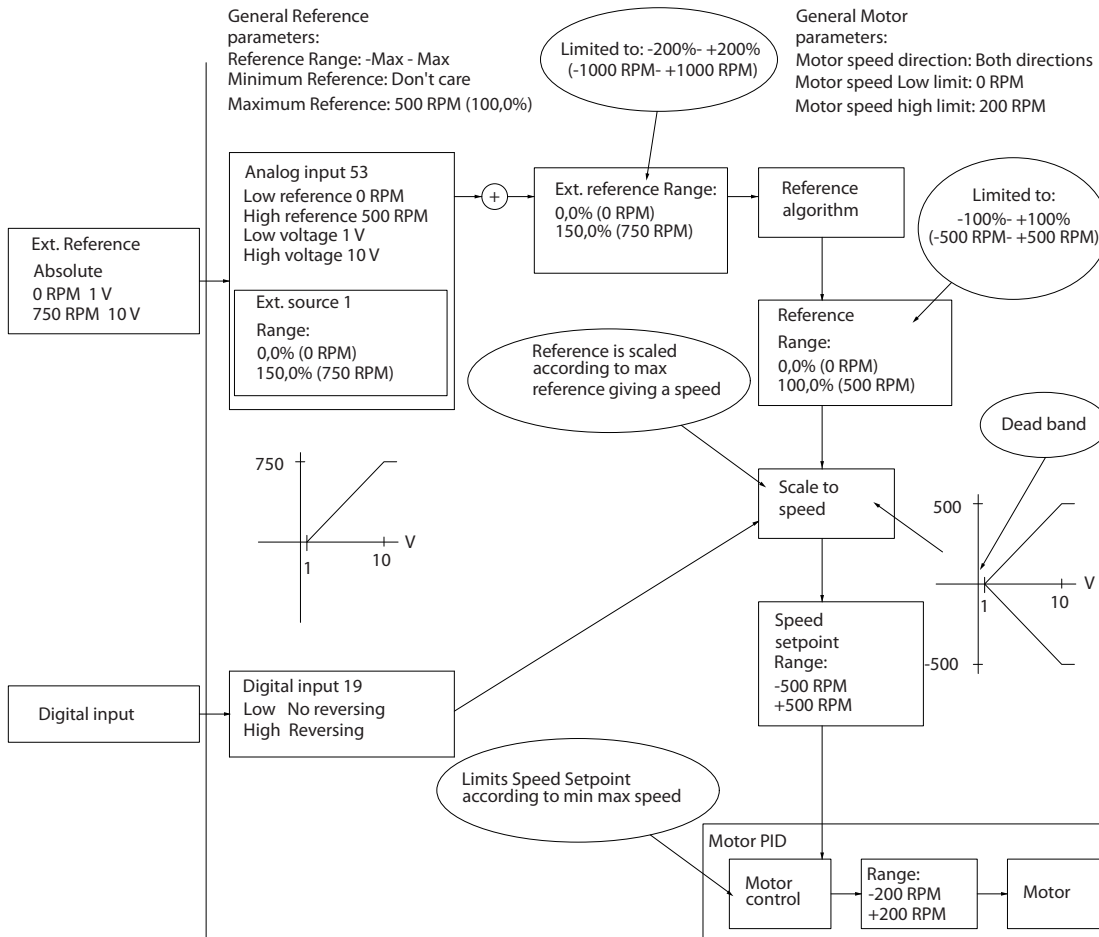 General Reference
parameters:
Reference Range: -Max - Max
Minimum Reference: Don't care
Maximum Reference: 500 RPM (100,0%)
Limited to: -200%- +200%
(-1000 RPM- +1000 RPM)
General Motor
parameters:
Motor speed direction: Both directions
Motor speed Low limit: 0 RPM
Motor speed high limit: 200 RPM
Ext. Reference
Absolute
0 RPM 1 V
750 RPM 10 V
Analog input 53
Low reference 0 RPM
High reference 500 RPM
Low voltage 1 V
High voltage 10 V
Ext. source 1
Range:
0,0% (0 RPM)
150,0% (750 RPM)
+
Ext. reference Range:
0,0% (0 RPM)
150,0% (750 RPM)
Reference
algorithm
Limited to:
-100%- +100%
(-500 RPM- +500 RPM)
Reference
Range:
0,0% (0 RPM)
100,0% (500 RPM)
Reference is scaled
according to max
reference giving a speed
Dead band
750
1
10
V
Scale to
speed
500
V
1
10
-500
Speed
setpoint
Range:
-500 RPM
+500 RPM
Digital input
Digital input 19
Low No reversing
High Reversing
Limits Speed Setpoint
according to min max speed
Motor PID
Motor
control
Range:
-200 RPM
+200 RPM
Motor